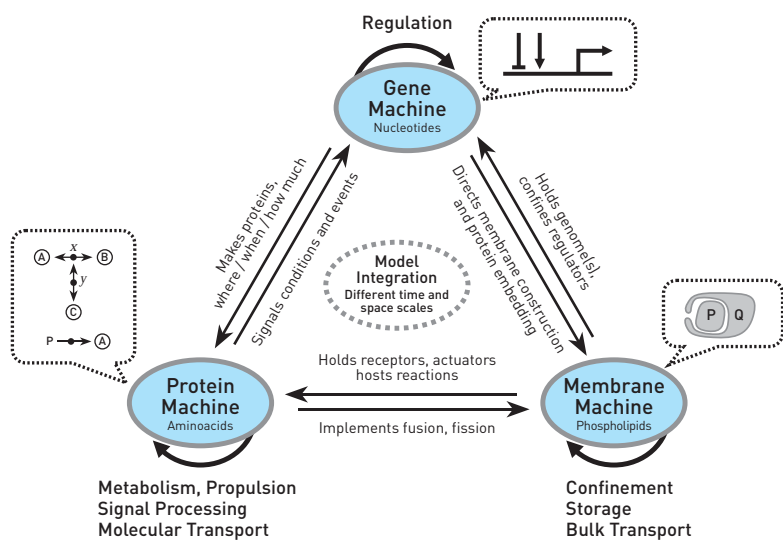 Regulation
Gene
Machine
Nucleotides
Makes proteins,
where / when / how much
Signals conditions and events
Directs membrane construction
and protein embedding
Holds genome(s),
confines regulators
Model
Integration
Different time and
space scales
x
A
B
y
C
P
A
P Q
Protein
Machine
Aminoacids
Holds receptors, actuators
hosts reactions
Implements fusion, fission
Membrane
Machine
Phospholipids
Metabolism, Propulsion
Signal Processing
Molecular Transport
Confinement
Storage
Bulk Transport